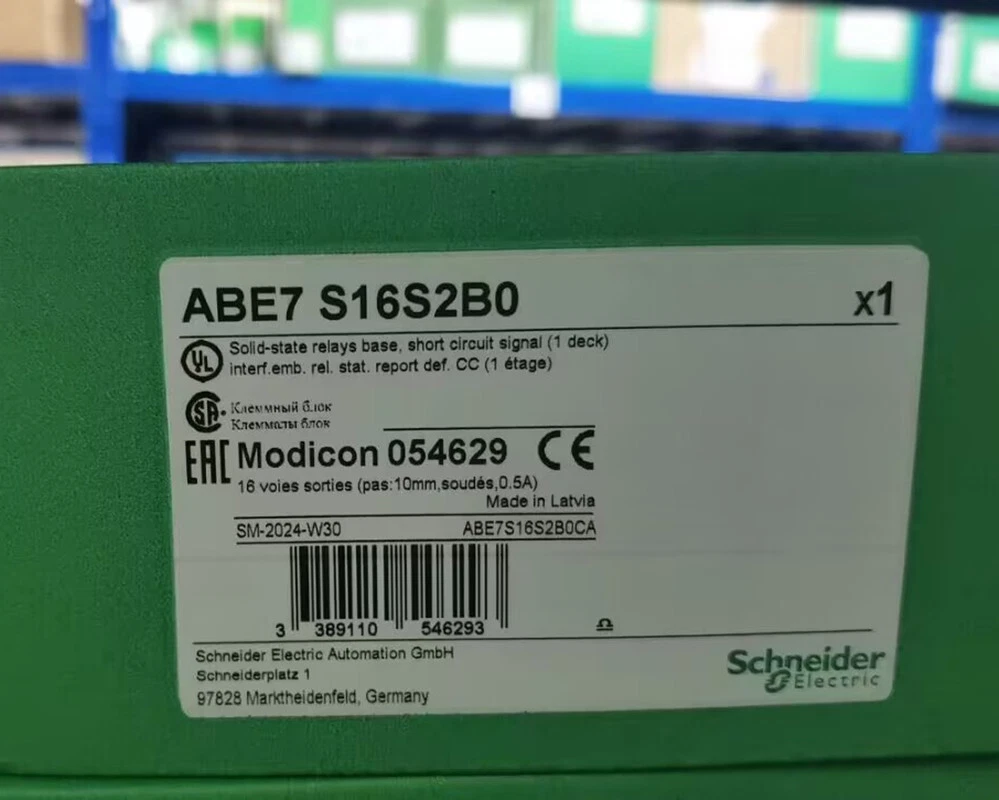 ABE7 S16S2B0 x1
UL
Solid-state relays base, short circuit signal (1 deck)
interf.emb. rel. stat. report def. CC (1 étage)
SA
Клеммный блок
Клеммалы блок
EAC Modicon 054629 CE
16 voies sorties (pas:10mm,soudés,0.5A)
Made in Latvia
SM-2024-W30 ABE7S16S2B0CA
3 389110 546293
Schneider Electric Automation GmbH
Schneiderplatz 1
97828 Marktheidenfeld, Germany
Schneider
Electric